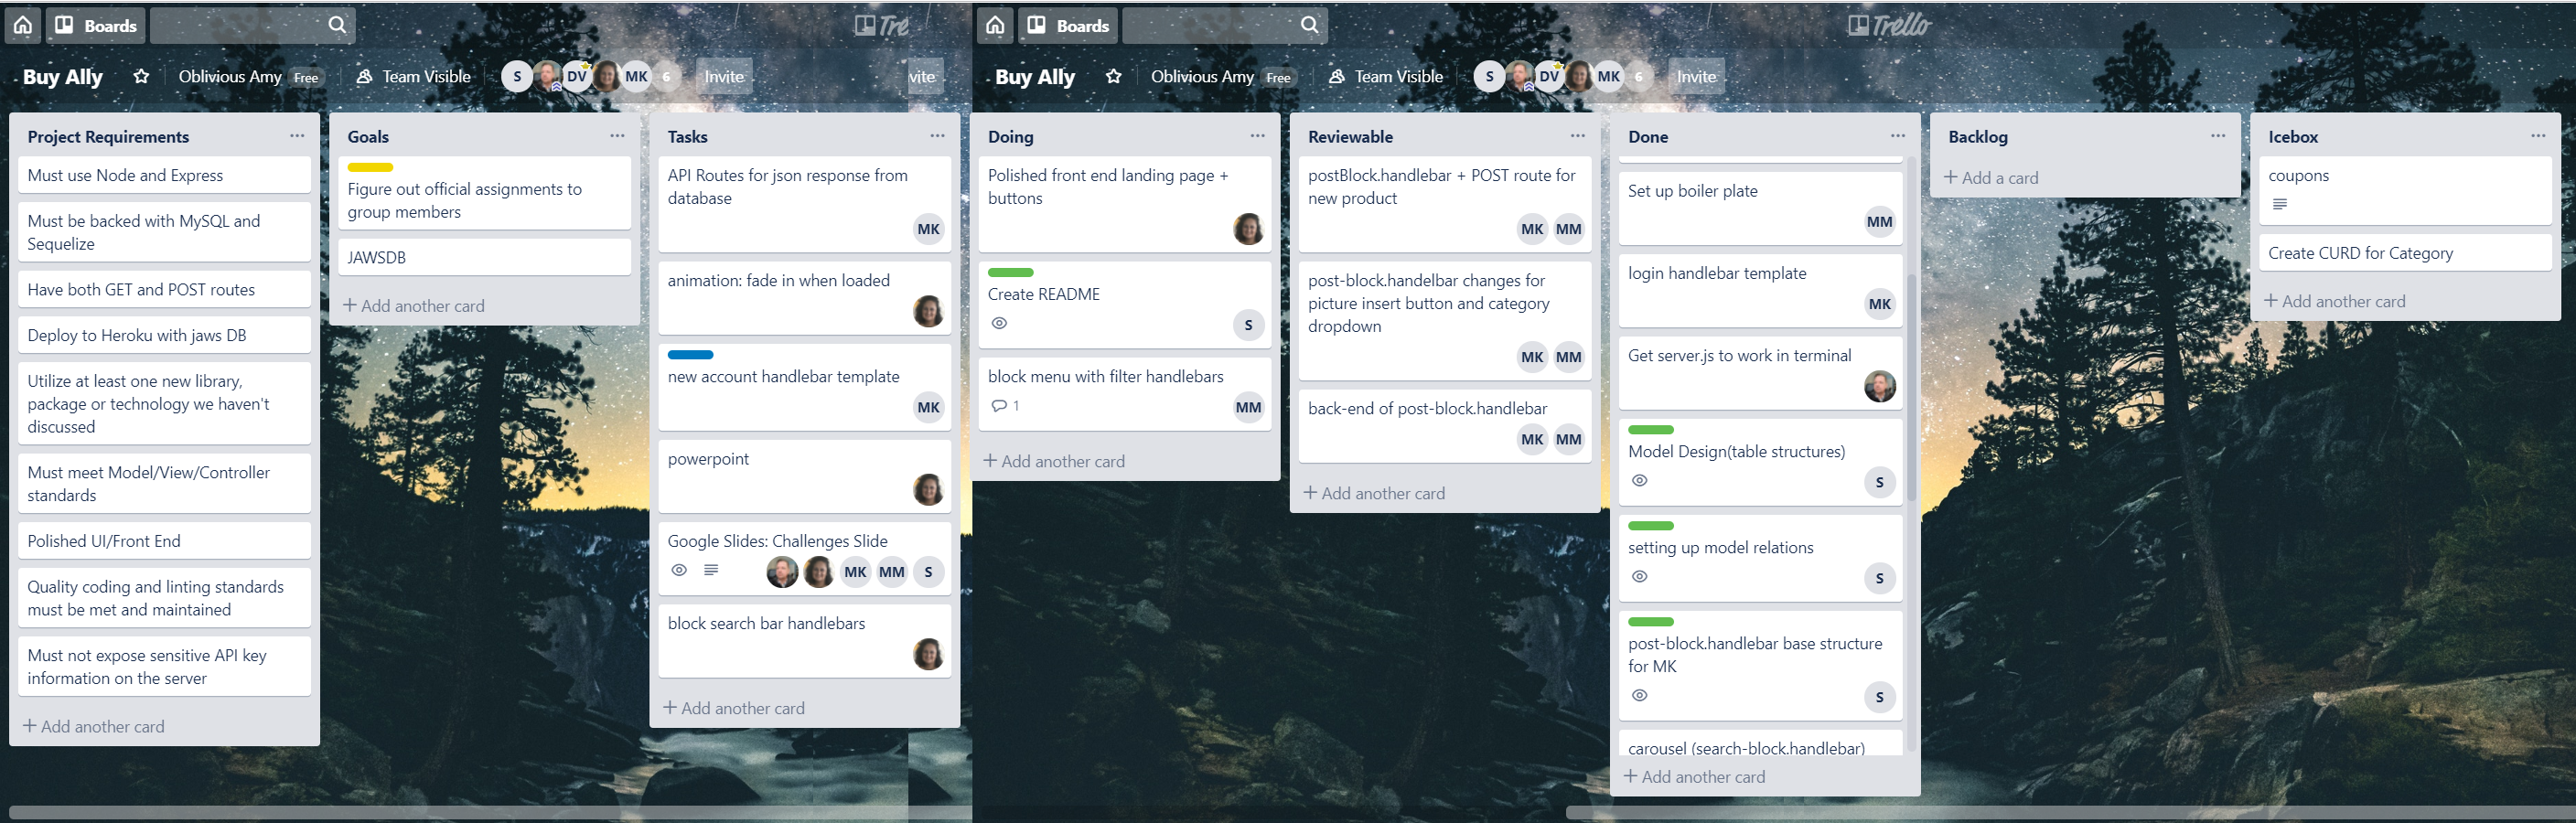 Boards
Tre
Buy Ally
Oblivious Amy Free
Team Visible
S
DV
MK
6
Invite
vite
Project Requirements
Must use Node and Express
Must be backed with MySQL and
Sequelize
Have both GET and POST routes
Deploy to Heroku with jaws DB
Utilize at least one new library,
package or technology we haven't
discussed
Must meet Model/View/Controller
standards
Polished UI/Front End
Quality coding and linting standards
must be met and maintained
Must not expose sensitive API key
information on the server
+ Add another card
Goals
Figure out official assignments to
group members
JAWSDB
+ Add another card
Tasks
API Routes for json response from
database
MK
animation: fade in when loaded
new account handlebar template
MK
powerpoint
Google Slides: Challenges Slide
MK MM S
block search bar handlebars
+ Add another card
Boards
Trello
Buy Ally
Oblivious Amy Free
Team Visible
S
DV
MK
6
Invite
Doing
Polished front end landing page +
buttons
Create README
S
block menu with filter handlebars
1
MM
+ Add another card
Reviewable
postBlock.handlebar + POST route for
new product
MK MM
post-block.handelbar changes for
picture insert button and category
dropdown
MK MM
back-end of post-block.handlebar
MK MM
+ Add another card
Done
Set up boiler plate
MM
login handlebar template
MK
Get server.js to work in terminal
Model Design(table structures)
S
setting up model relations
S
post-block.handlebar base structure
for MK
S
carousel (search-block.handlebar)
+ Add another card
Backlog
+ Add a card
Icebox
coupons
Create CURD for Category
+ Add another card